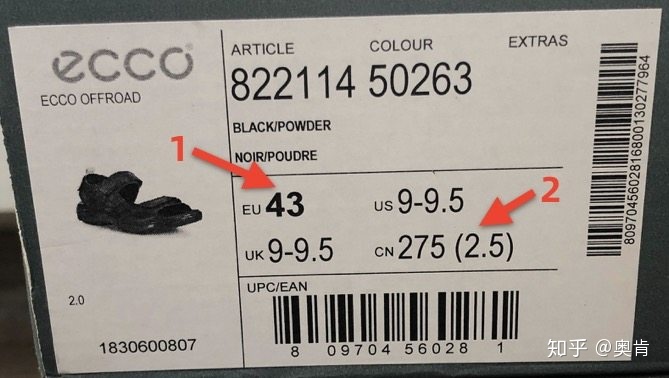 ecco
ECCO OFFROAD
ARTICLE COLOUR EXTRAS
822114 50263
BLACK/POWDER
NOIR/POUDRE
1
EU 43 US 9-9.5
2
UK 9-9.5 CN 275 (2.5)
2.0
UPC/EAN
1830600807
8 09704 56028 1
8097045602816800130277964
知乎 @奥肯